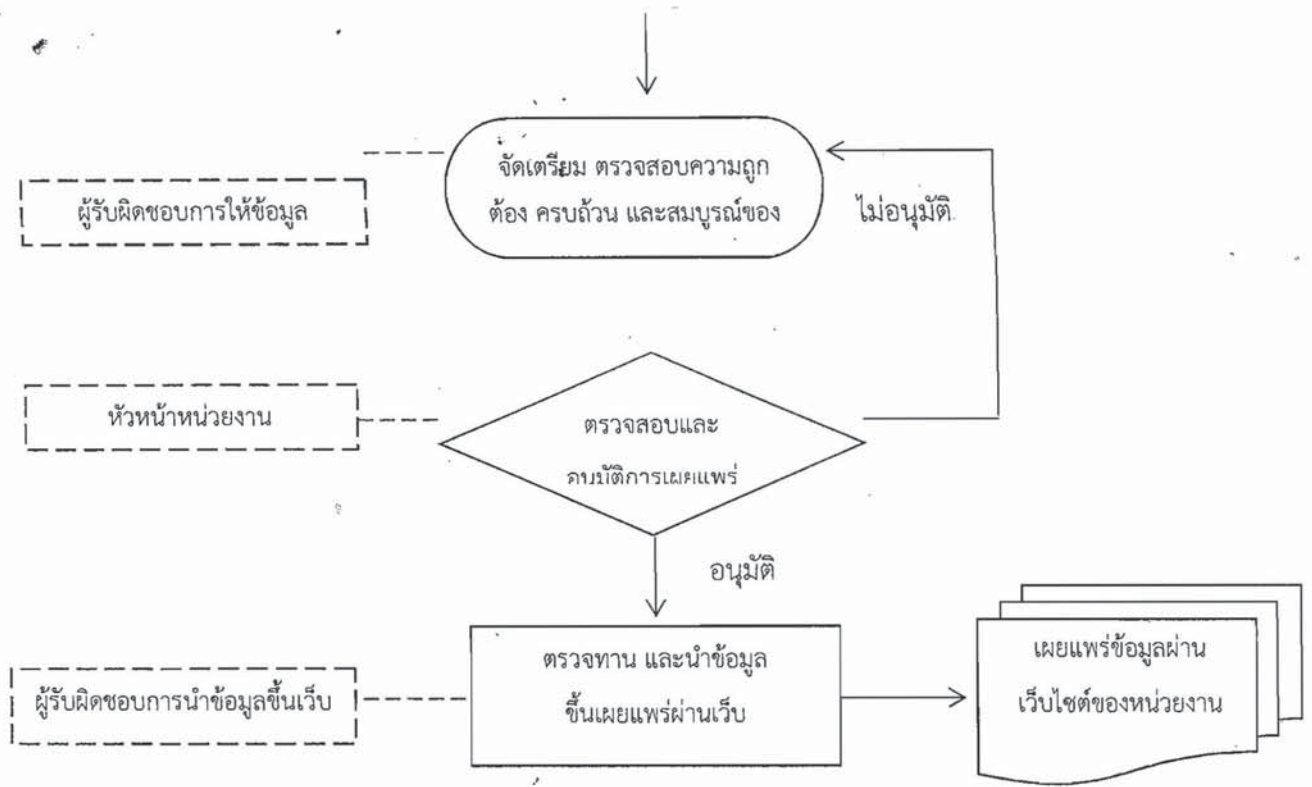 จัดเตรียม ตรวจสอบความถูก
ต้อง ครบถ้วน และสมบูรณ์ของ
ผู้รับผิดชอบการให้ข้อมูล
ไม่อนุมัติ
หัวหน้าหน่วยงาน
ตรวจสอบและ
อนุมัติการเผยแพร่
อนุมัติ
ตรวจทาน และนำข้อมูล
ขึ้นเผยแพร่ผ่านเว็บ
ผู้รับผิดชอบการนำข้อมูลขึ้นเว็บ
เผยแพร่ข้อมูลผ่าน
เว็บไซต์ของหน่วยงาน